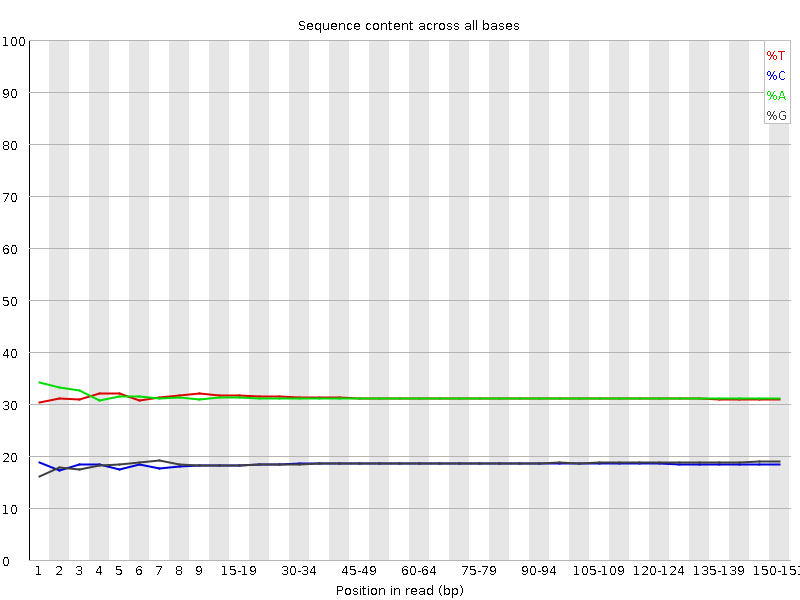 Sequence content across all bases
100
90
80
70
60
50
40
30
20
10
0
%T
%C
%A
%G
1 2 3 4 5 6 7 8 9 15-19 30-34 45-49 60-64 75-79 90-94 105-109 120-124 135-139 150-151
Position in read (bp)